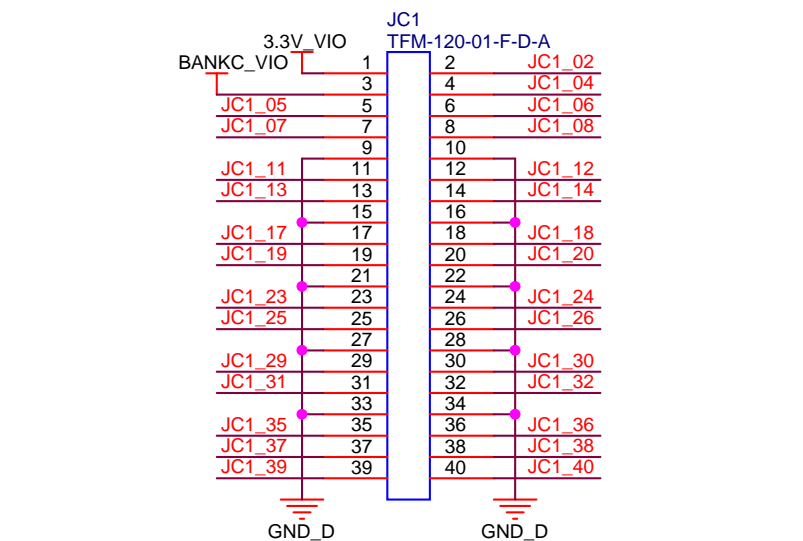 JC1
3.3V_VIO TFM-120-01-F-D-A
BANKC_VIO 1 2 JC1_02
3 4 JC1_04
JC1_05 5 6 JC1_06
JC1_07 7 8 JC1_08
9 10
JC1_11 11 12 JC1_12
JC1_13 13 14 JC1_14
15 16
JC1_17 17 18 JC1_18
JC1_19 19 20 JC1_20
21 22
JC1_23 23 24 JC1_24
JC1_25 25 26 JC1_26
27 28
JC1_29 29 30 JC1_30
JC1_31 31 32 JC1_32
33 34
JC1_35 35 36 JC1_36
JC1_37 37 38 JC1_38
JC1_39 39 40 JC1_40
GND_D GND_D